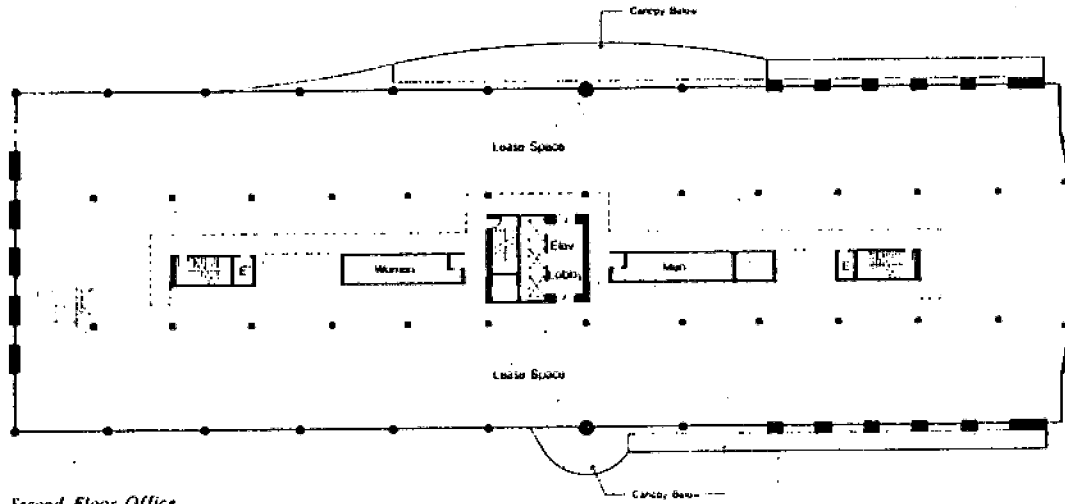 Canopy Below
Lease Space
Elev
Lobby
E
Women
Men
E
Lease Space
Canopy Below
Second Floor Office